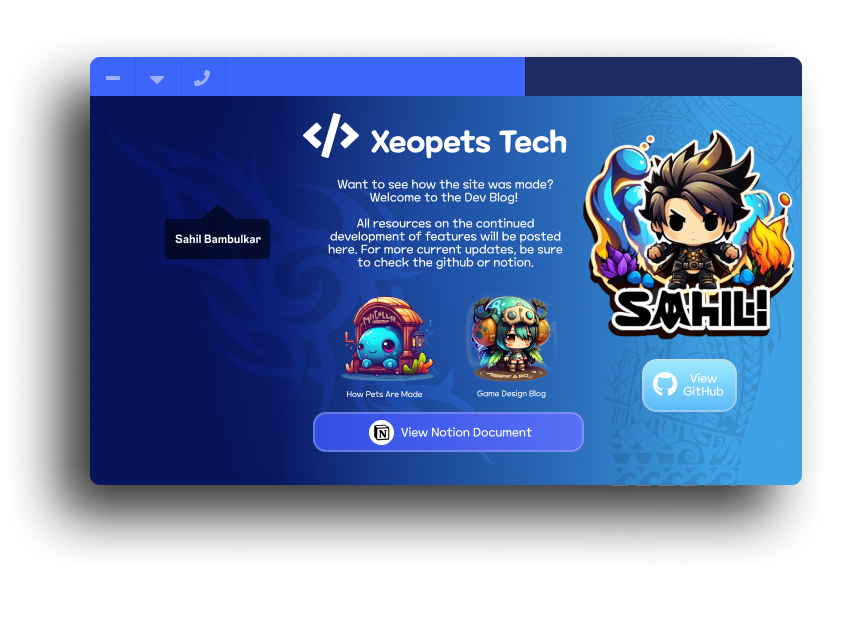 </> Xeopets Tech
Want to see how the site was made?
Welcome to the Dev Blog!
All resources on the continued
development of features will be posted
here. For more current updates, be sure
to check the github or notion.
Sahil Bambulkar
SAHIL!
How Pets Are Made
Game Design Blog
View
GitHub
N View Notion Document